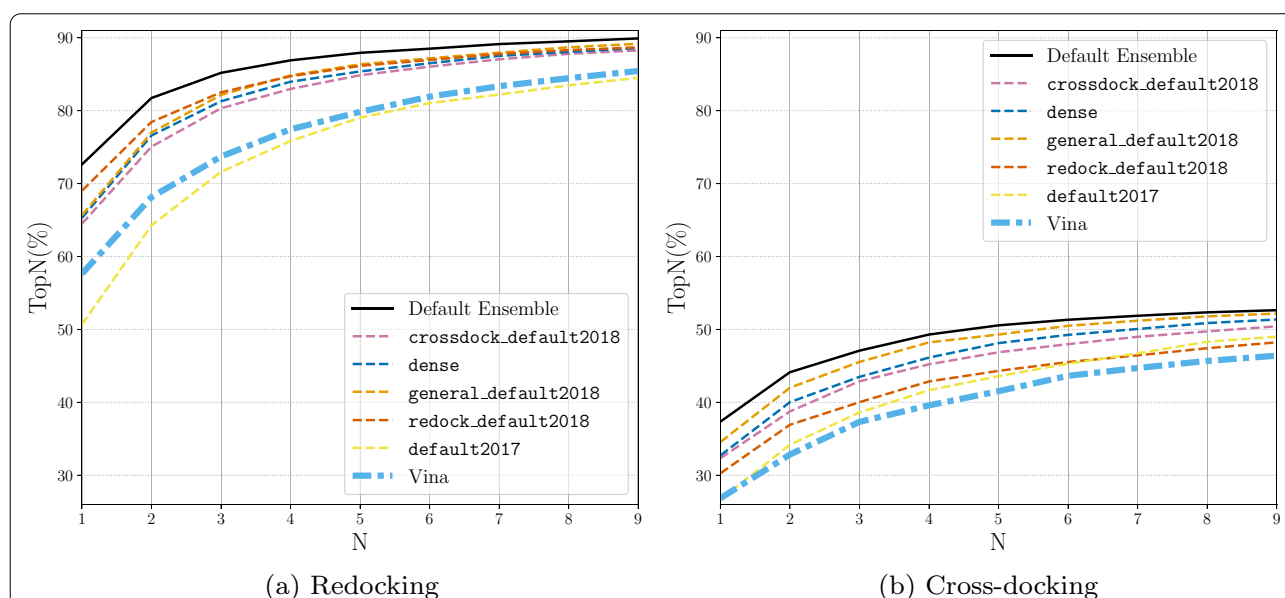 90
80
70
60
50
40
30
TopN(%)
Default Ensemble
crossdock_default2018
dense
general_default2018
redock_default2018
default2017
Vina
1 2 3 4 5 6 7 8 9
N
(a) Redocking
90
80
70
60
50
40
30
TopN(%)
Default Ensemble
crossdock_default2018
dense
general_default2018
redock_default2018
default2017
Vina
1 2 3 4 5 6 7 8 9
N
(b) Cross-docking